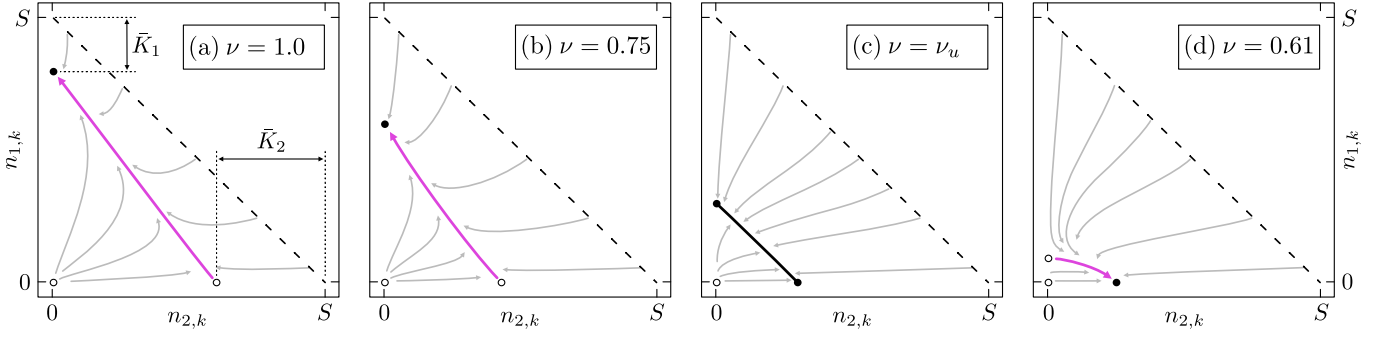 (a) ν = 1.0
S
K̄₁
K̄₂
n₁,ₖ
0
0
n₂,ₖ
S
(b) ν = 0.75
0
n₂,ₖ
S
(c) ν = νᵤ
0
n₂,ₖ
S
(d) ν = 0.61
S
n₁,ₖ
0
0
n₂,ₖ
S